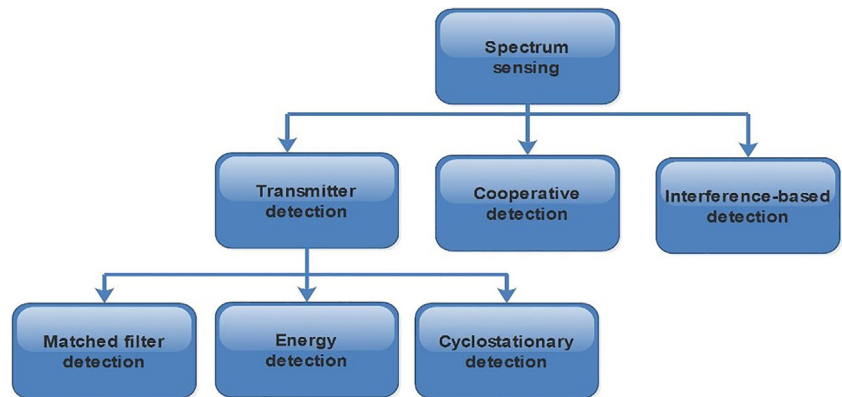 Spectrum
sensing
Transmitter
detection
Cooperative
detection
Interference-based
detection
Matched filter
detection
Energy
detection
Cyclostationary
detection